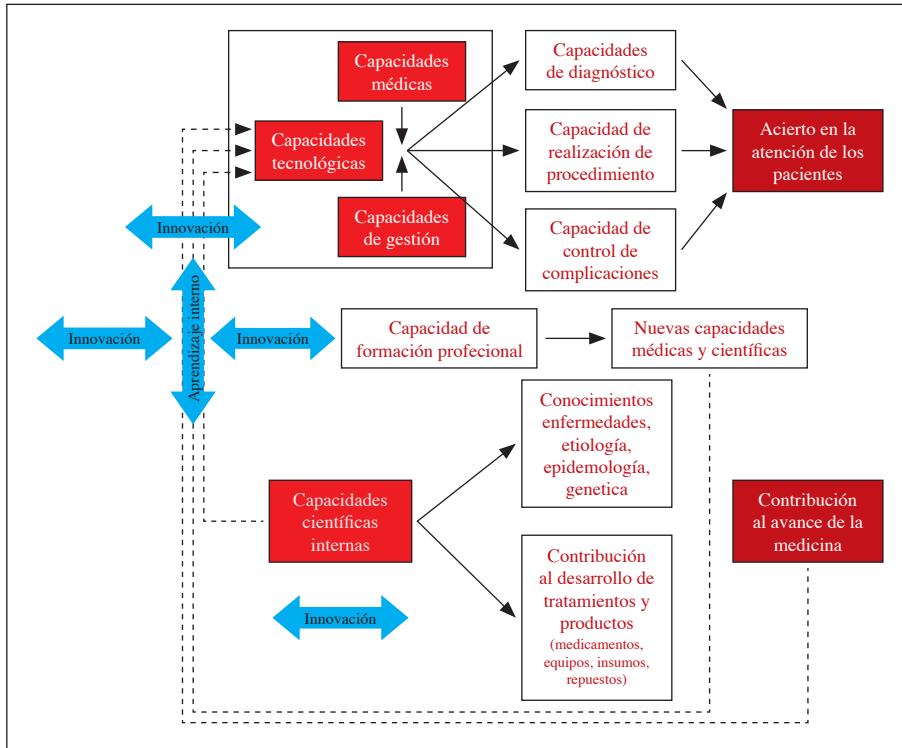 Capacidades
médicas
Capacidades
tecnológicas
Capacidades
de gestión
Capacidades
de diagnóstico
Capacidad de
realización de
procedimiento
Capacidad de
control de
complicaciones
Acierto en la
atención de los
pacientes
Innovación
Aprendizaje interno
Innovación
Innovación
Capacidad de
formación profecional
Nuevas capacidades
médicas y científicas
Capacidades
científicas
internas
Innovación
Conocimientos
enfermedades,
etiología,
epidemología,
genetica
Contribución
al desarrollo de
tratamientos y
productos
(medicamentos,
equipos, insumos,
repuestos)
Contribución
al avance de la
medicina